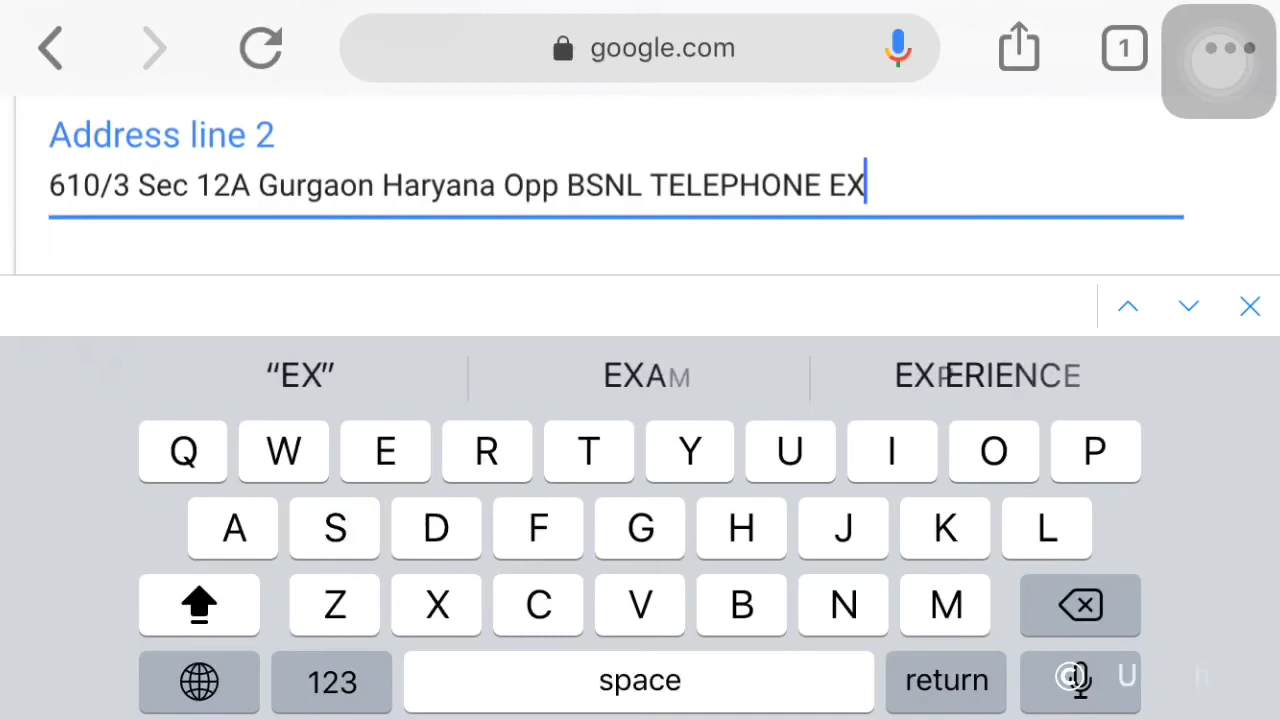 google.com
1
Address line 2
610/3 Sec 12A Gurgaon Haryana Opp BSNL TELEPHONE EX
“EX” EXAM
Q W E R T Y U I O P
A S D F G H J K L
Z X C V B N M
123 space return